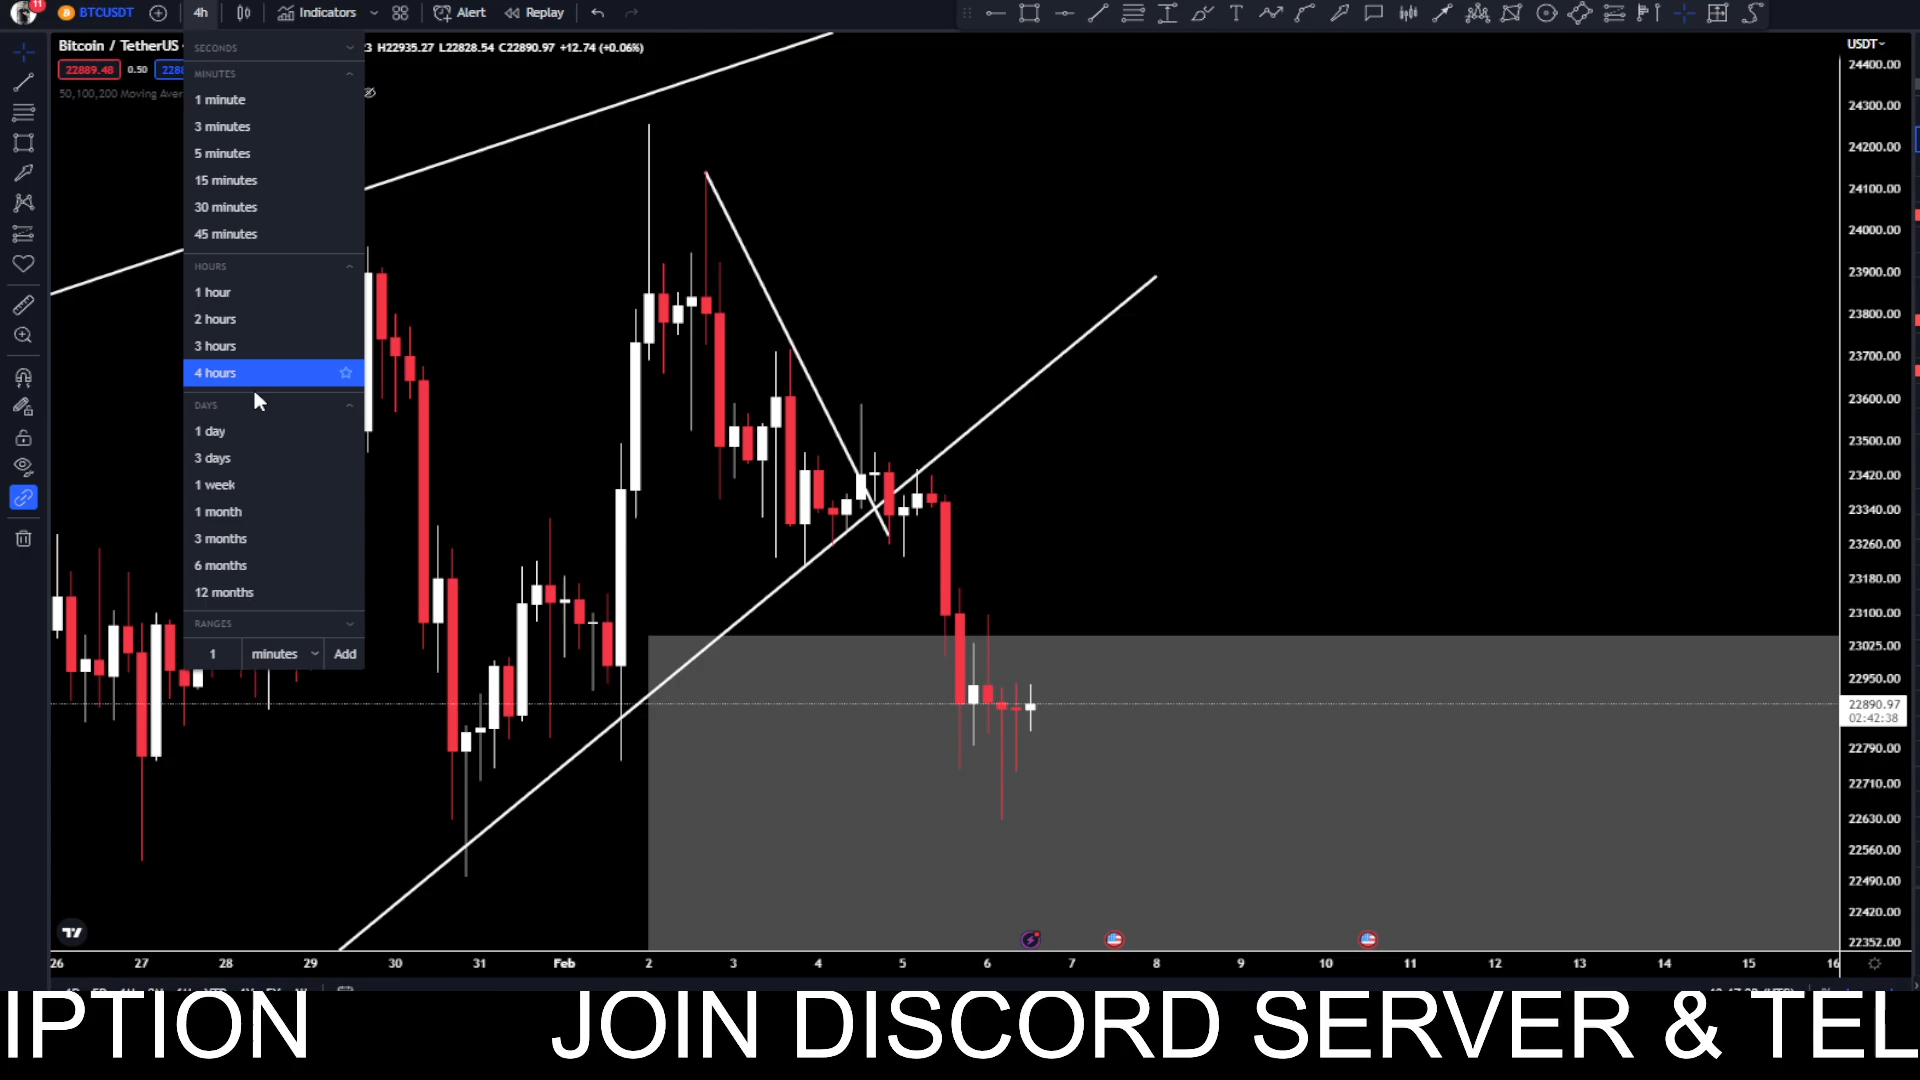 11
BTCUSDT
4h
Indicators
Alert
Replay
Bitcoin / TetherUS
3 H22935.27 L22828.54 C22890.97 +12.74 (+0.06%)
22889.48
0.50
50,100,200 Moving Aver
SECONDS
MINUTES
1 minute
3 minutes
5 minutes
15 minutes
30 minutes
45 minutes
HOURS
1 hour
2 hours
3 hours
4 hours
DAYS
1 day
3 days
1 week
1 month
3 months
6 months
12 months
RANGES
1 minutes Add
USDT
24400.00
24300.00
24200.00
24100.00
24000.00
23900.00
23800.00
23700.00
23600.00
23500.00
23420.00
23340.00
23260.00
23180.00
23100.00
23025.00
22950.00
22890.97
02:42:38
22790.00
22710.00
22630.00
22560.00
22490.00
22420.00
22352.00
26 27 28 29 30 31 Feb 2 3 4 5 6 7 8 9 10 11 12 13 14 15 16
IPTION JOIN DISCORD SERVER & TEL